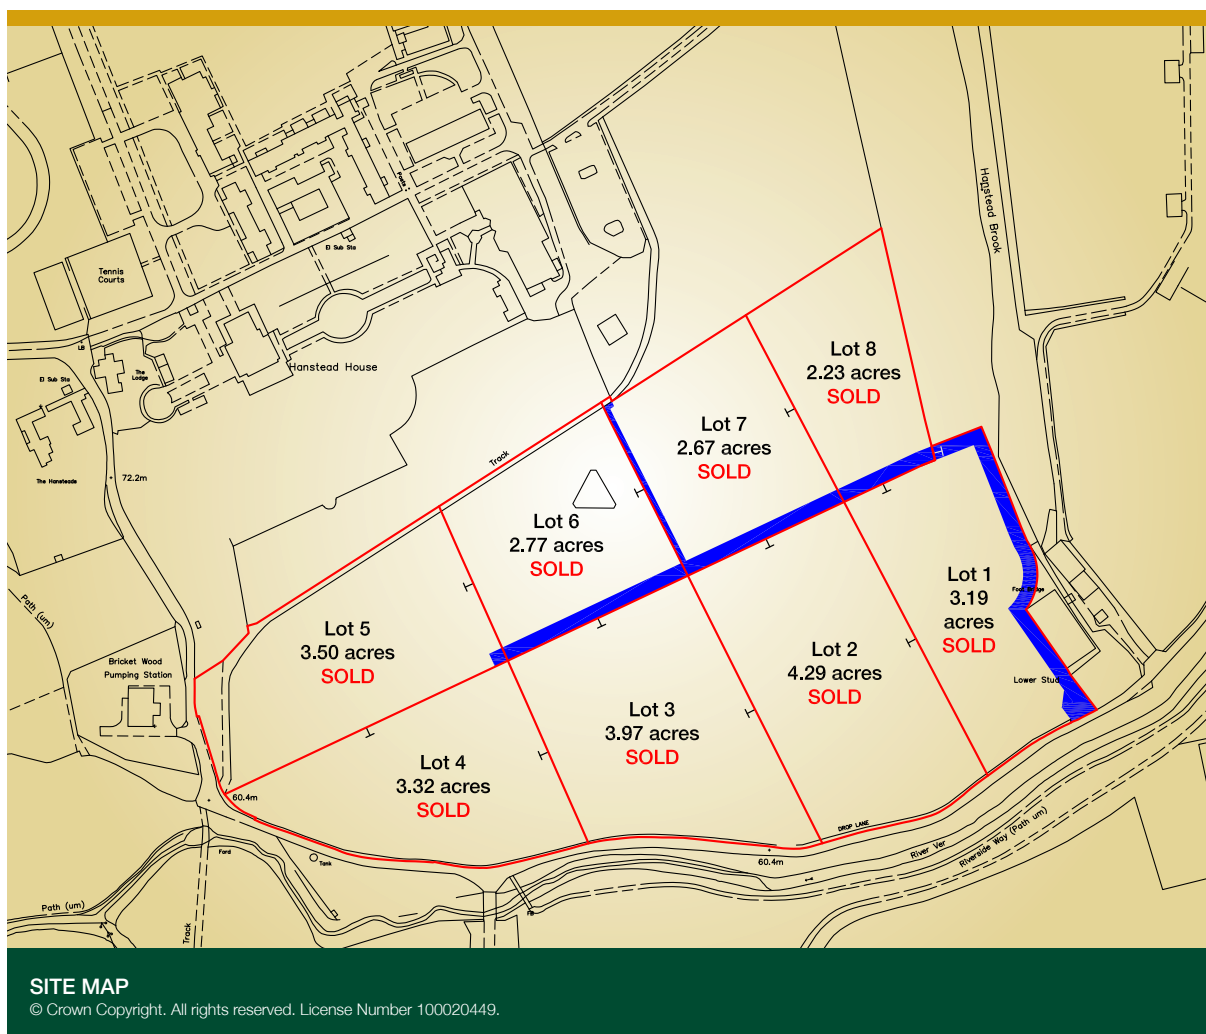 Hanstead Brook
Posts
El Sub Sta
Tennis
Courts
LB
The
Lodge
El Sub Sta
Hanstead House
The Hansteads
72.2m
Track
Lot 8
2.23 acres
SOLD
Lot 7
2.67 acres
SOLD
Lot 6
2.77 acres
SOLD
Lot 1
3.19
acres
SOLD
Path (um)
Lot 5
3.50 acres
SOLD
Lot 2
4.29 acres
SOLD
Bricket Wood
Pumping Station
Lower Stud
Lot 3
3.97 acres
SOLD
Lot 4
3.32 acres
SOLD
60.4m
DROP LANE
60.4m
River Ver
Riverside Way (Path um)
Ford
Tank
FB
Path (um)
Track
SITE MAP
© Crown Copyright. All rights reserved. License Number 100020449.